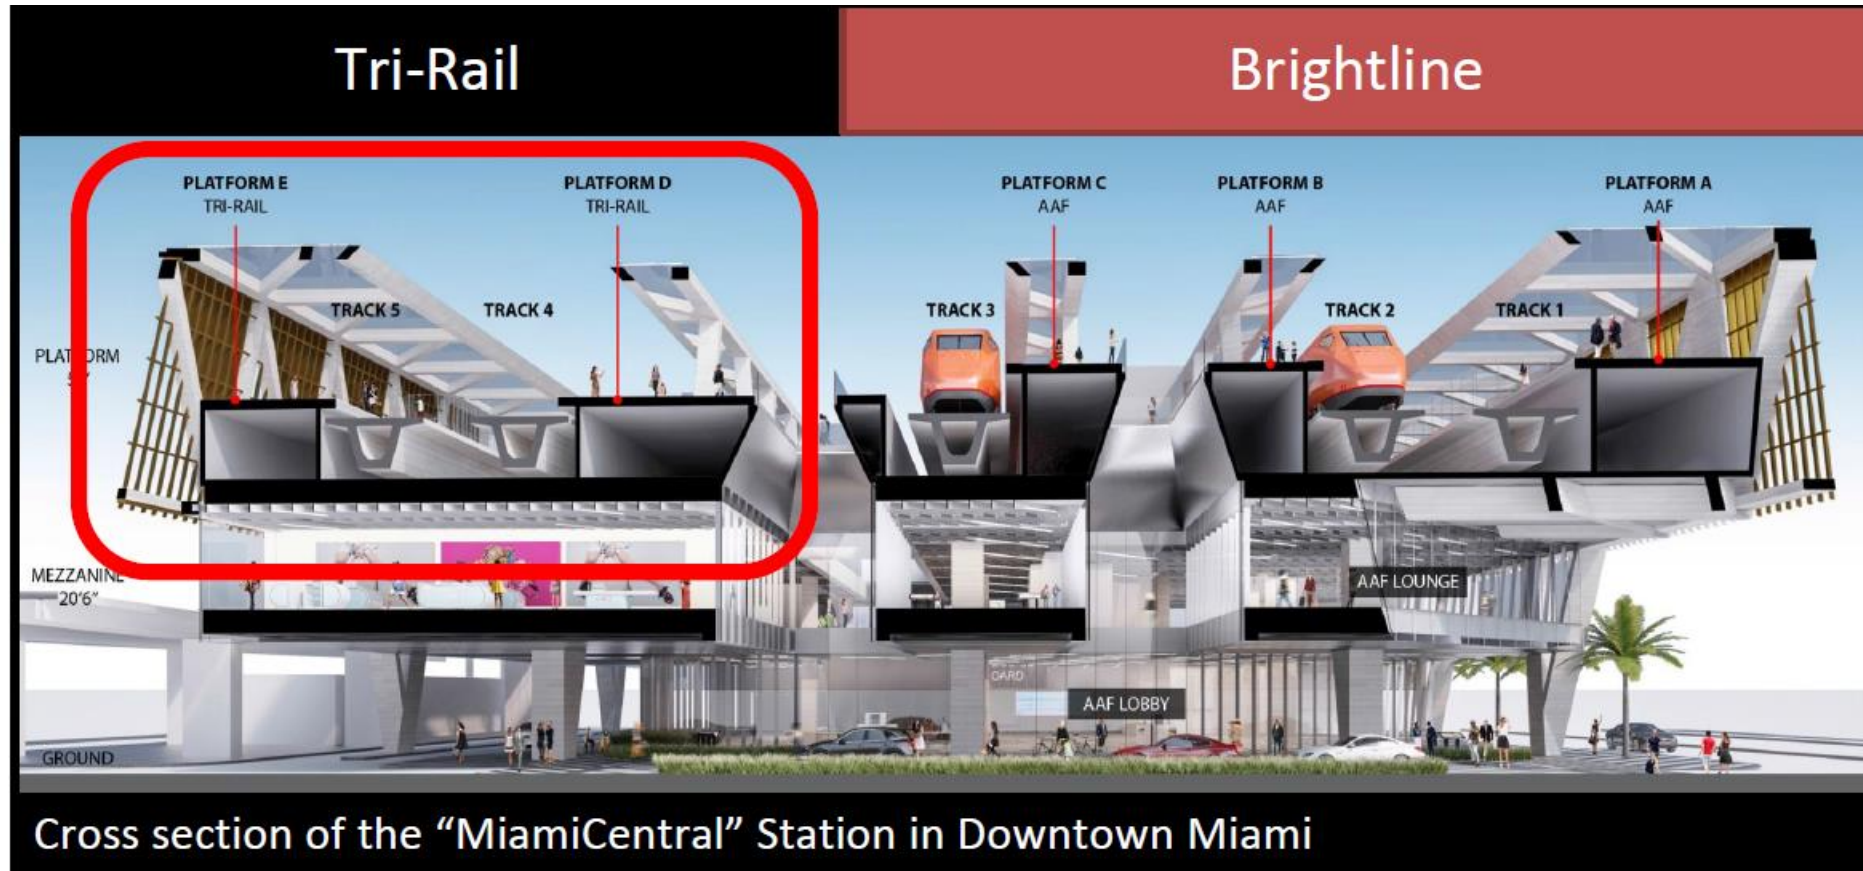 Tri-Rail
Brightline
PLATFORM E
TRI-RAIL
PLATFORM D
TRI-RAIL
PLATFORM C
AAF
PLATFORM B
AAF
PLATFORM A
AAF
TRACK 5
TRACK 4
TRACK 3
TRACK 2
TRACK 1
MEZZANINE
20'6"
AAF LOUNGE
AAF LOBBY
GROUND
Cross section of the “MiamiCentral” Station in Downtown Miami